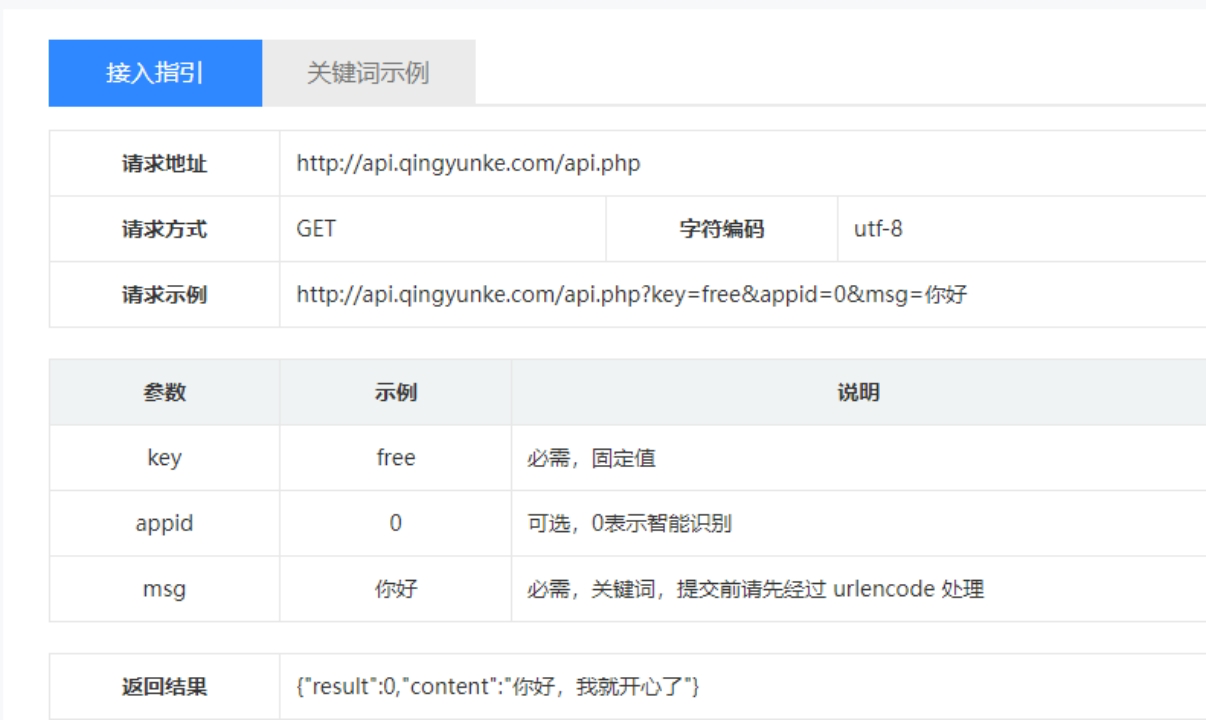 接入指引 关键词示例
请求地址 http://api.qingyunke.com/api.php
请求方式 GET 字符编码 utf-8
请求示例 http://api.qingyunke.com/api.php?key=free&appid=0&msg=你好
参数 示例 说明
key free 必需，固定值
appid 0 可选，0表示智能识别
msg 你好 必需，关键词，提交前请先经过 urlencode 处理
返回结果 {"result":0,"content":"你好，我就开心了"}